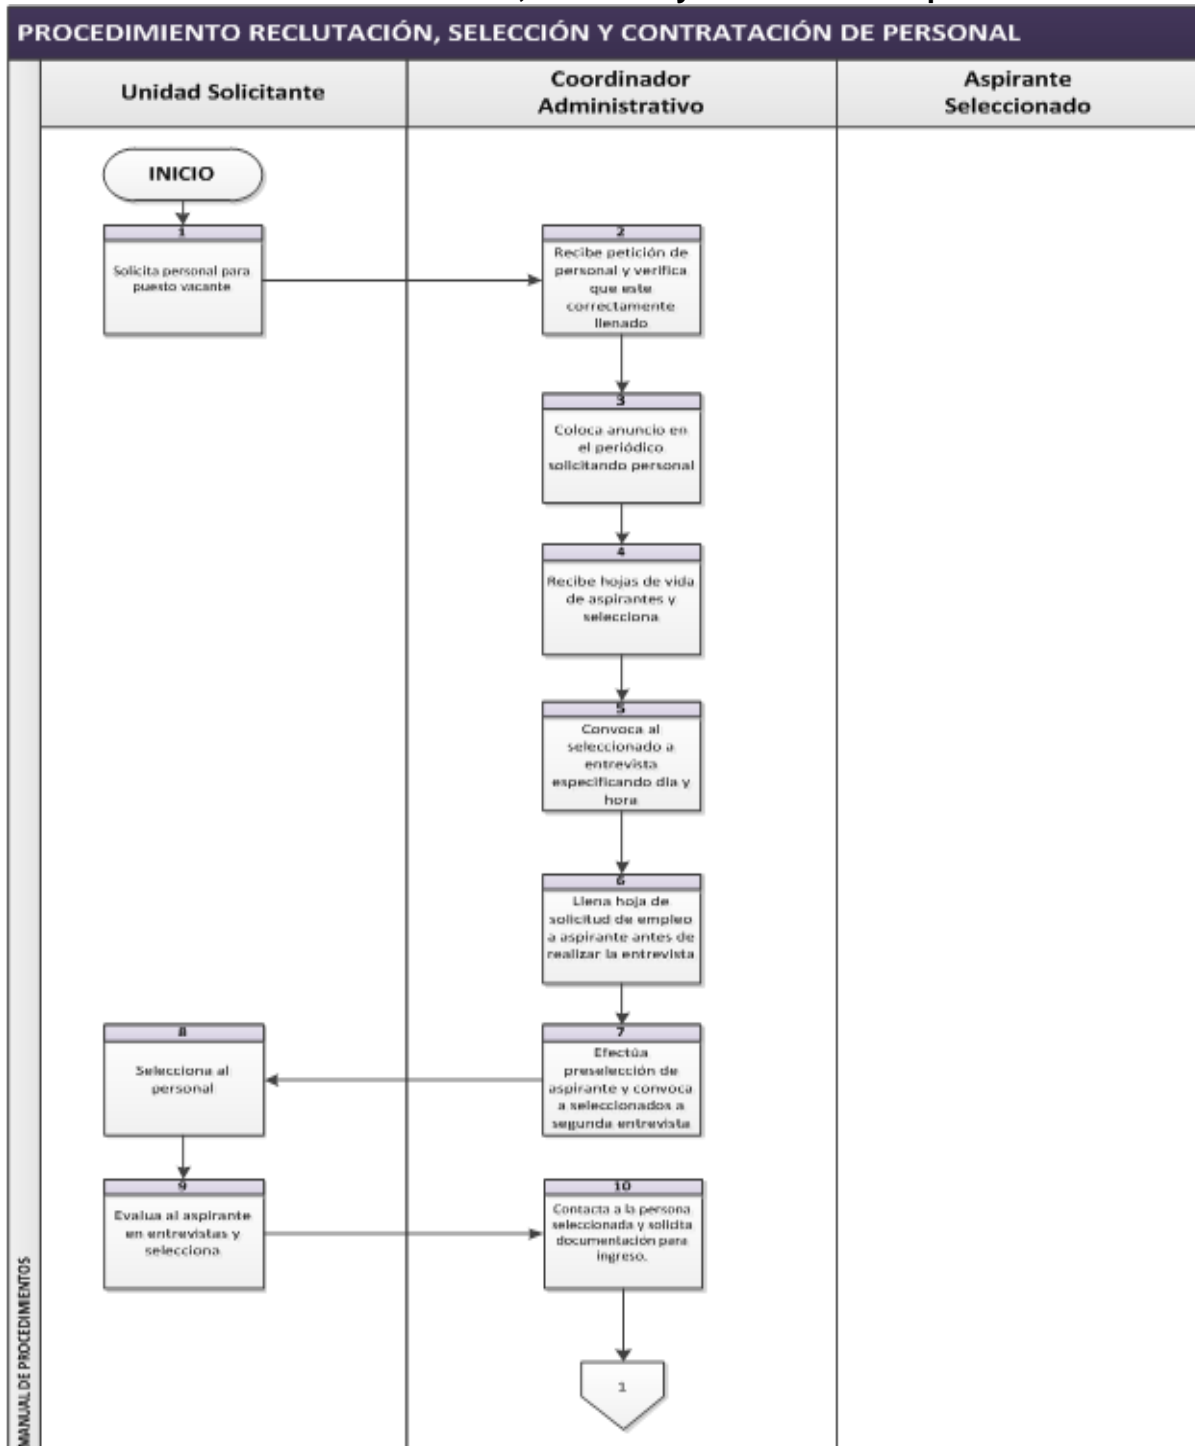 PROCEDIMIENTO RECLUTACIÓN, SELECCIÓN Y CONTRATACIÓN DE PERSONAL
Unidad Solicitante
Coordinador
Administrativo
Aspirante
Seleccionado
INICIO
1
Solicita personal para
puesto vacante
2
Recibe petición de
personal y verifica
que este
correctamente
llenado
3
Coloca anuncio en
el periódico
solicitando personal
4
Recibe hojas de vida
de aspirantes y
selecciona
5
Convoca al
seleccionado a
entrevista
especificando dia y
hora
6
Llena hoja de
solicitud de empleo
a aspirante antes de
realizar la entrevista
7
Efectúa
preselección de
aspirante y convoca
a seleccionados a
segunda entrevista
8
Selecciona al
personal
9
Evalua al aspirante
en entrevistas y
selecciona
10
Contacta a la persona
seleccionada y solicita
documentación para
ingreso.
1
MANUAL DE PROCEDIMIENTOS